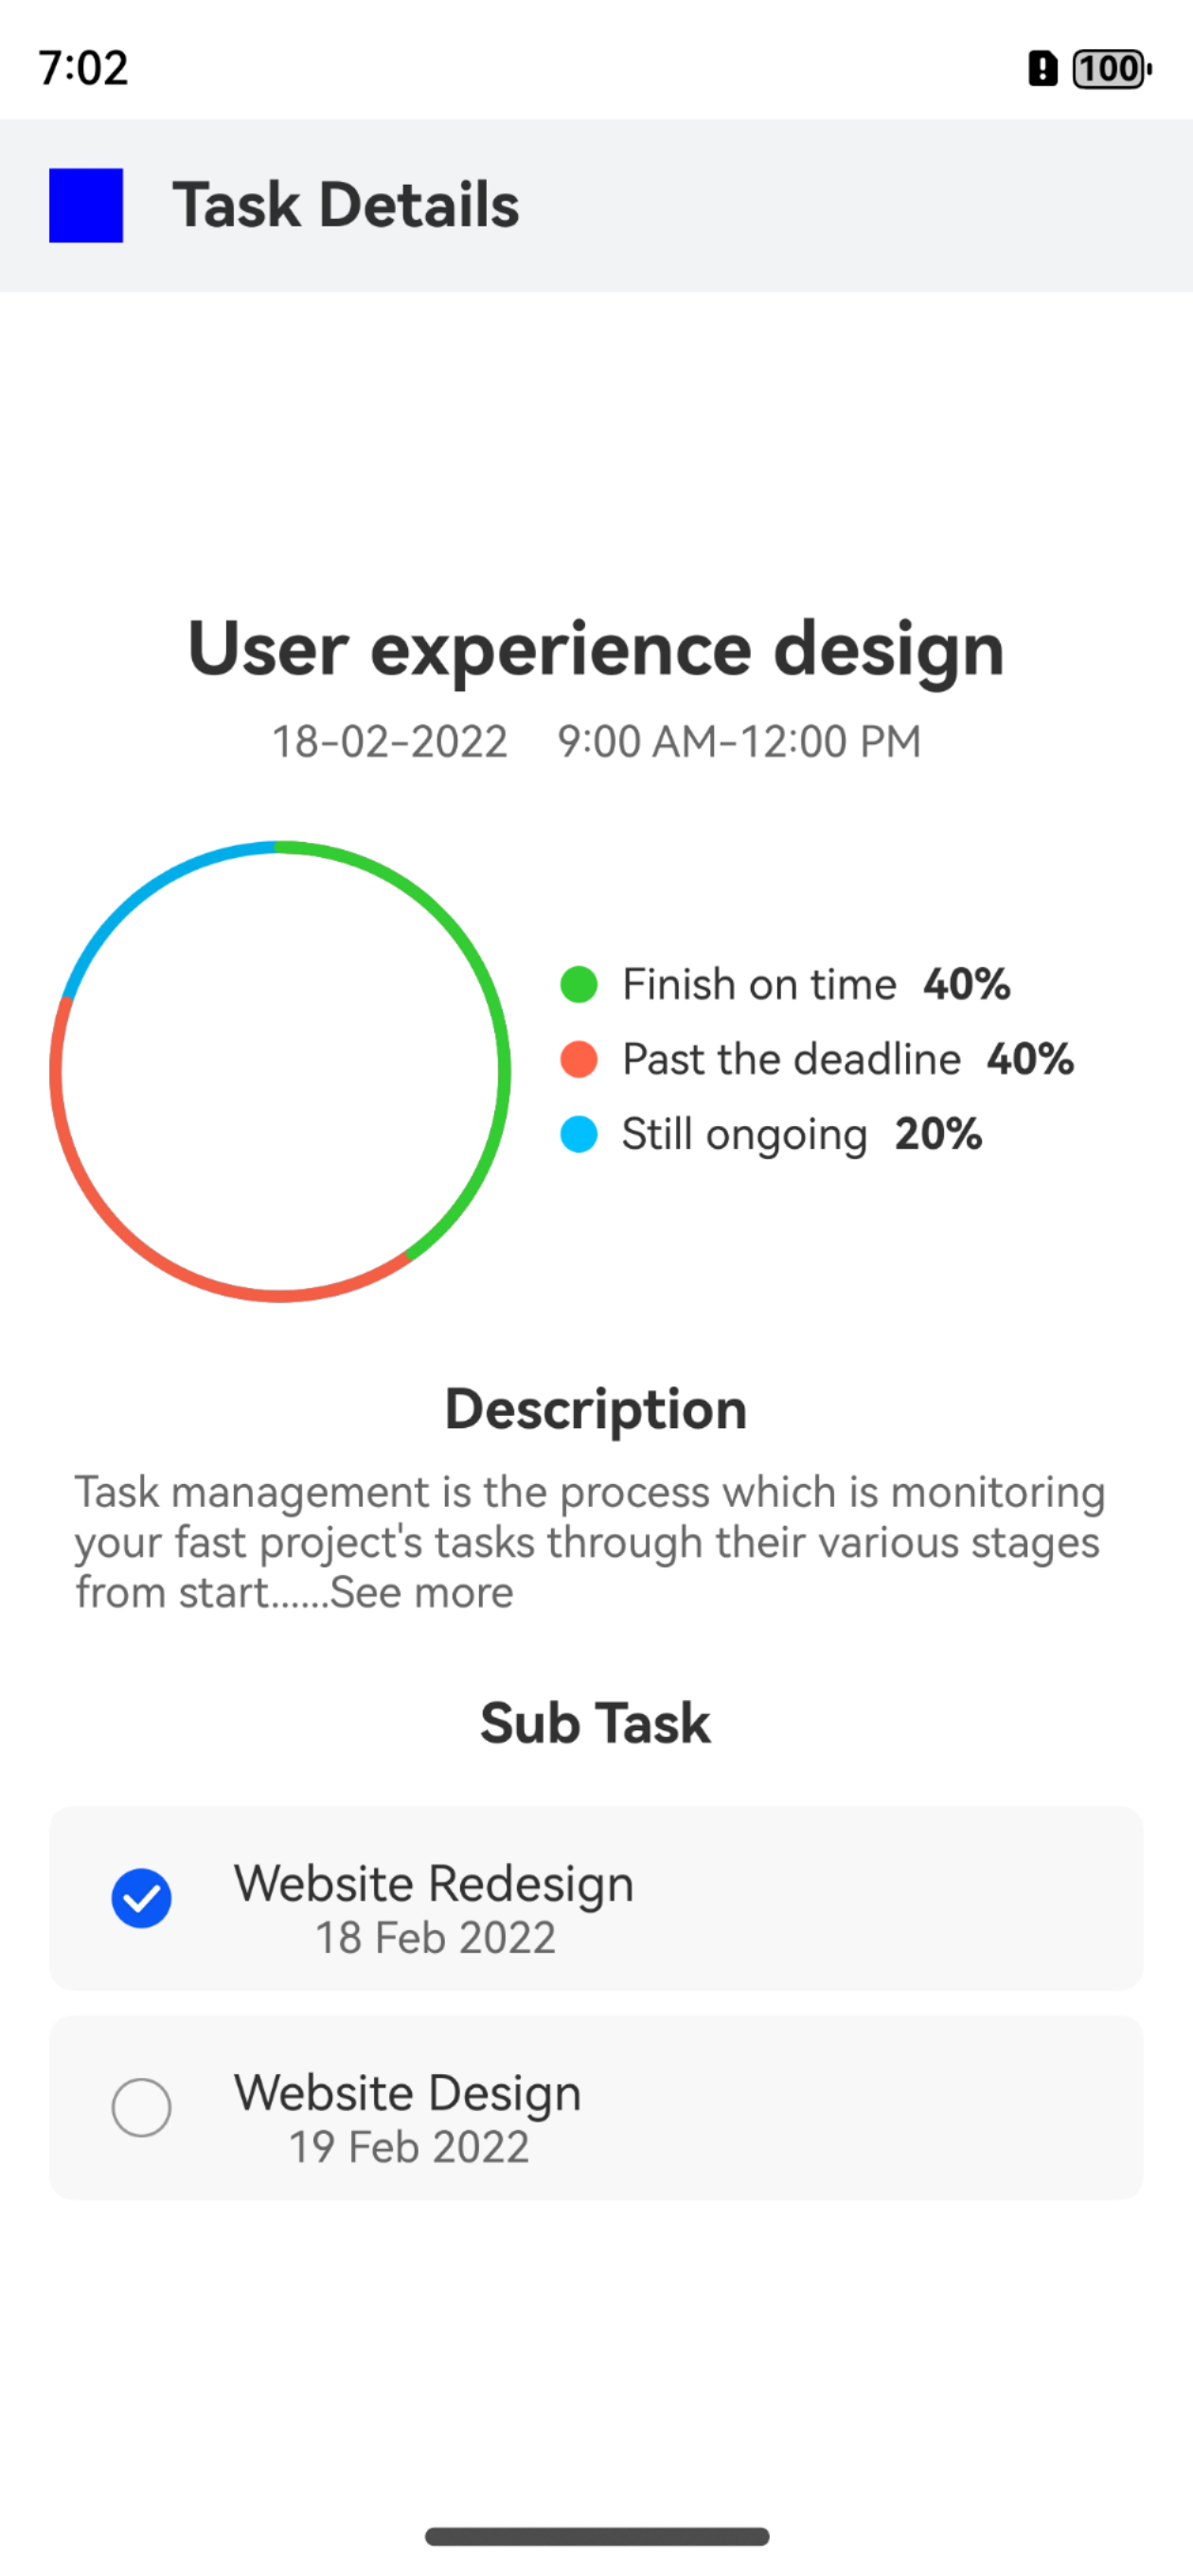 7:02
100
Task Details
User experience design
18-02-2022 9:00 AM-12:00 PM
Finish on time 40%
Past the deadline 40%
Still ongoing 20%
Description
Task management is the process which is monitoring
your fast project's tasks through their various stages
from start......See more
Sub Task
Website Redesign
18 Feb 2022
Website Design
19 Feb 2022